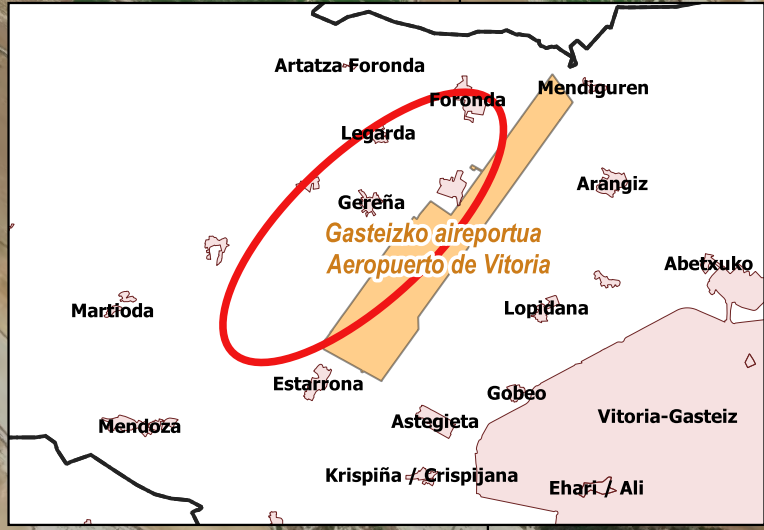 Artatza-Foronda
Mendiguren
Foronda
Legarda
Arangiz
Gereña
Gasteizko aireportua
Aeropuerto de Vitoria
Abetxuko
Martioda
Lopidana
Estarrona
Gobeo
Astegieta
Vitoria-Gasteiz
Mendoza
Krispiña / Crispijana
Ehari / Ali